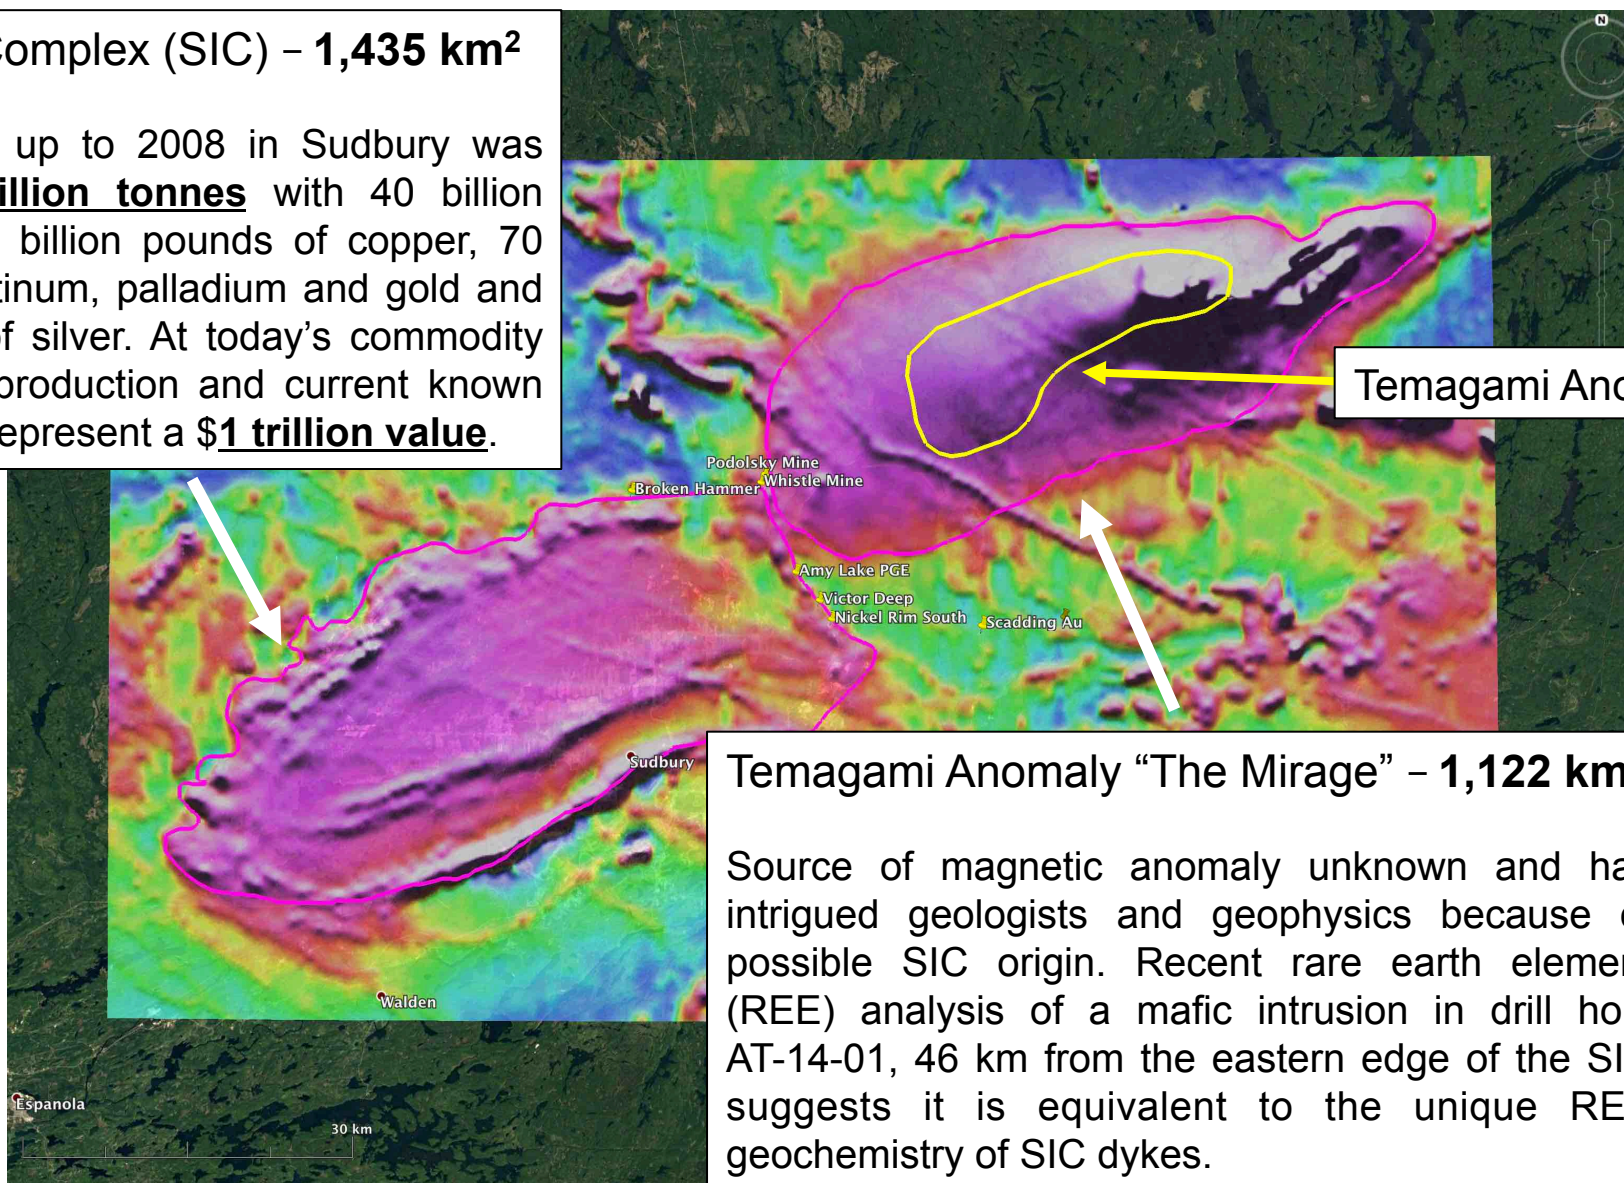 Complex (SIC) – 1,435 km²
up to 2008 in Sudbury was
illion tonnes with 40 billion
billion pounds of copper, 70
tinum, palladium and gold and
of silver. At today’s commodity
production and current known
epresent a $1 trillion value.
N
Temagami Ano
Podolsky Mine
Whistle Mine
Broken Hammer
Amy Lake PGE
Victor Deep
Nickel Rim South
Scadding Au
Sudbury
Temagami Anomaly “The Mirage” – 1,122 km
Source of magnetic anomaly unknown and ha
intrigued geologists and geophysics because
possible SIC origin. Recent rare earth elemen
(REE) analysis of a mafic intrusion in drill ho
AT-14-01, 46 km from the eastern edge of the SI
suggests it is equivalent to the unique RE
geochemistry of SIC dykes.
Walden
Espanola
30 km